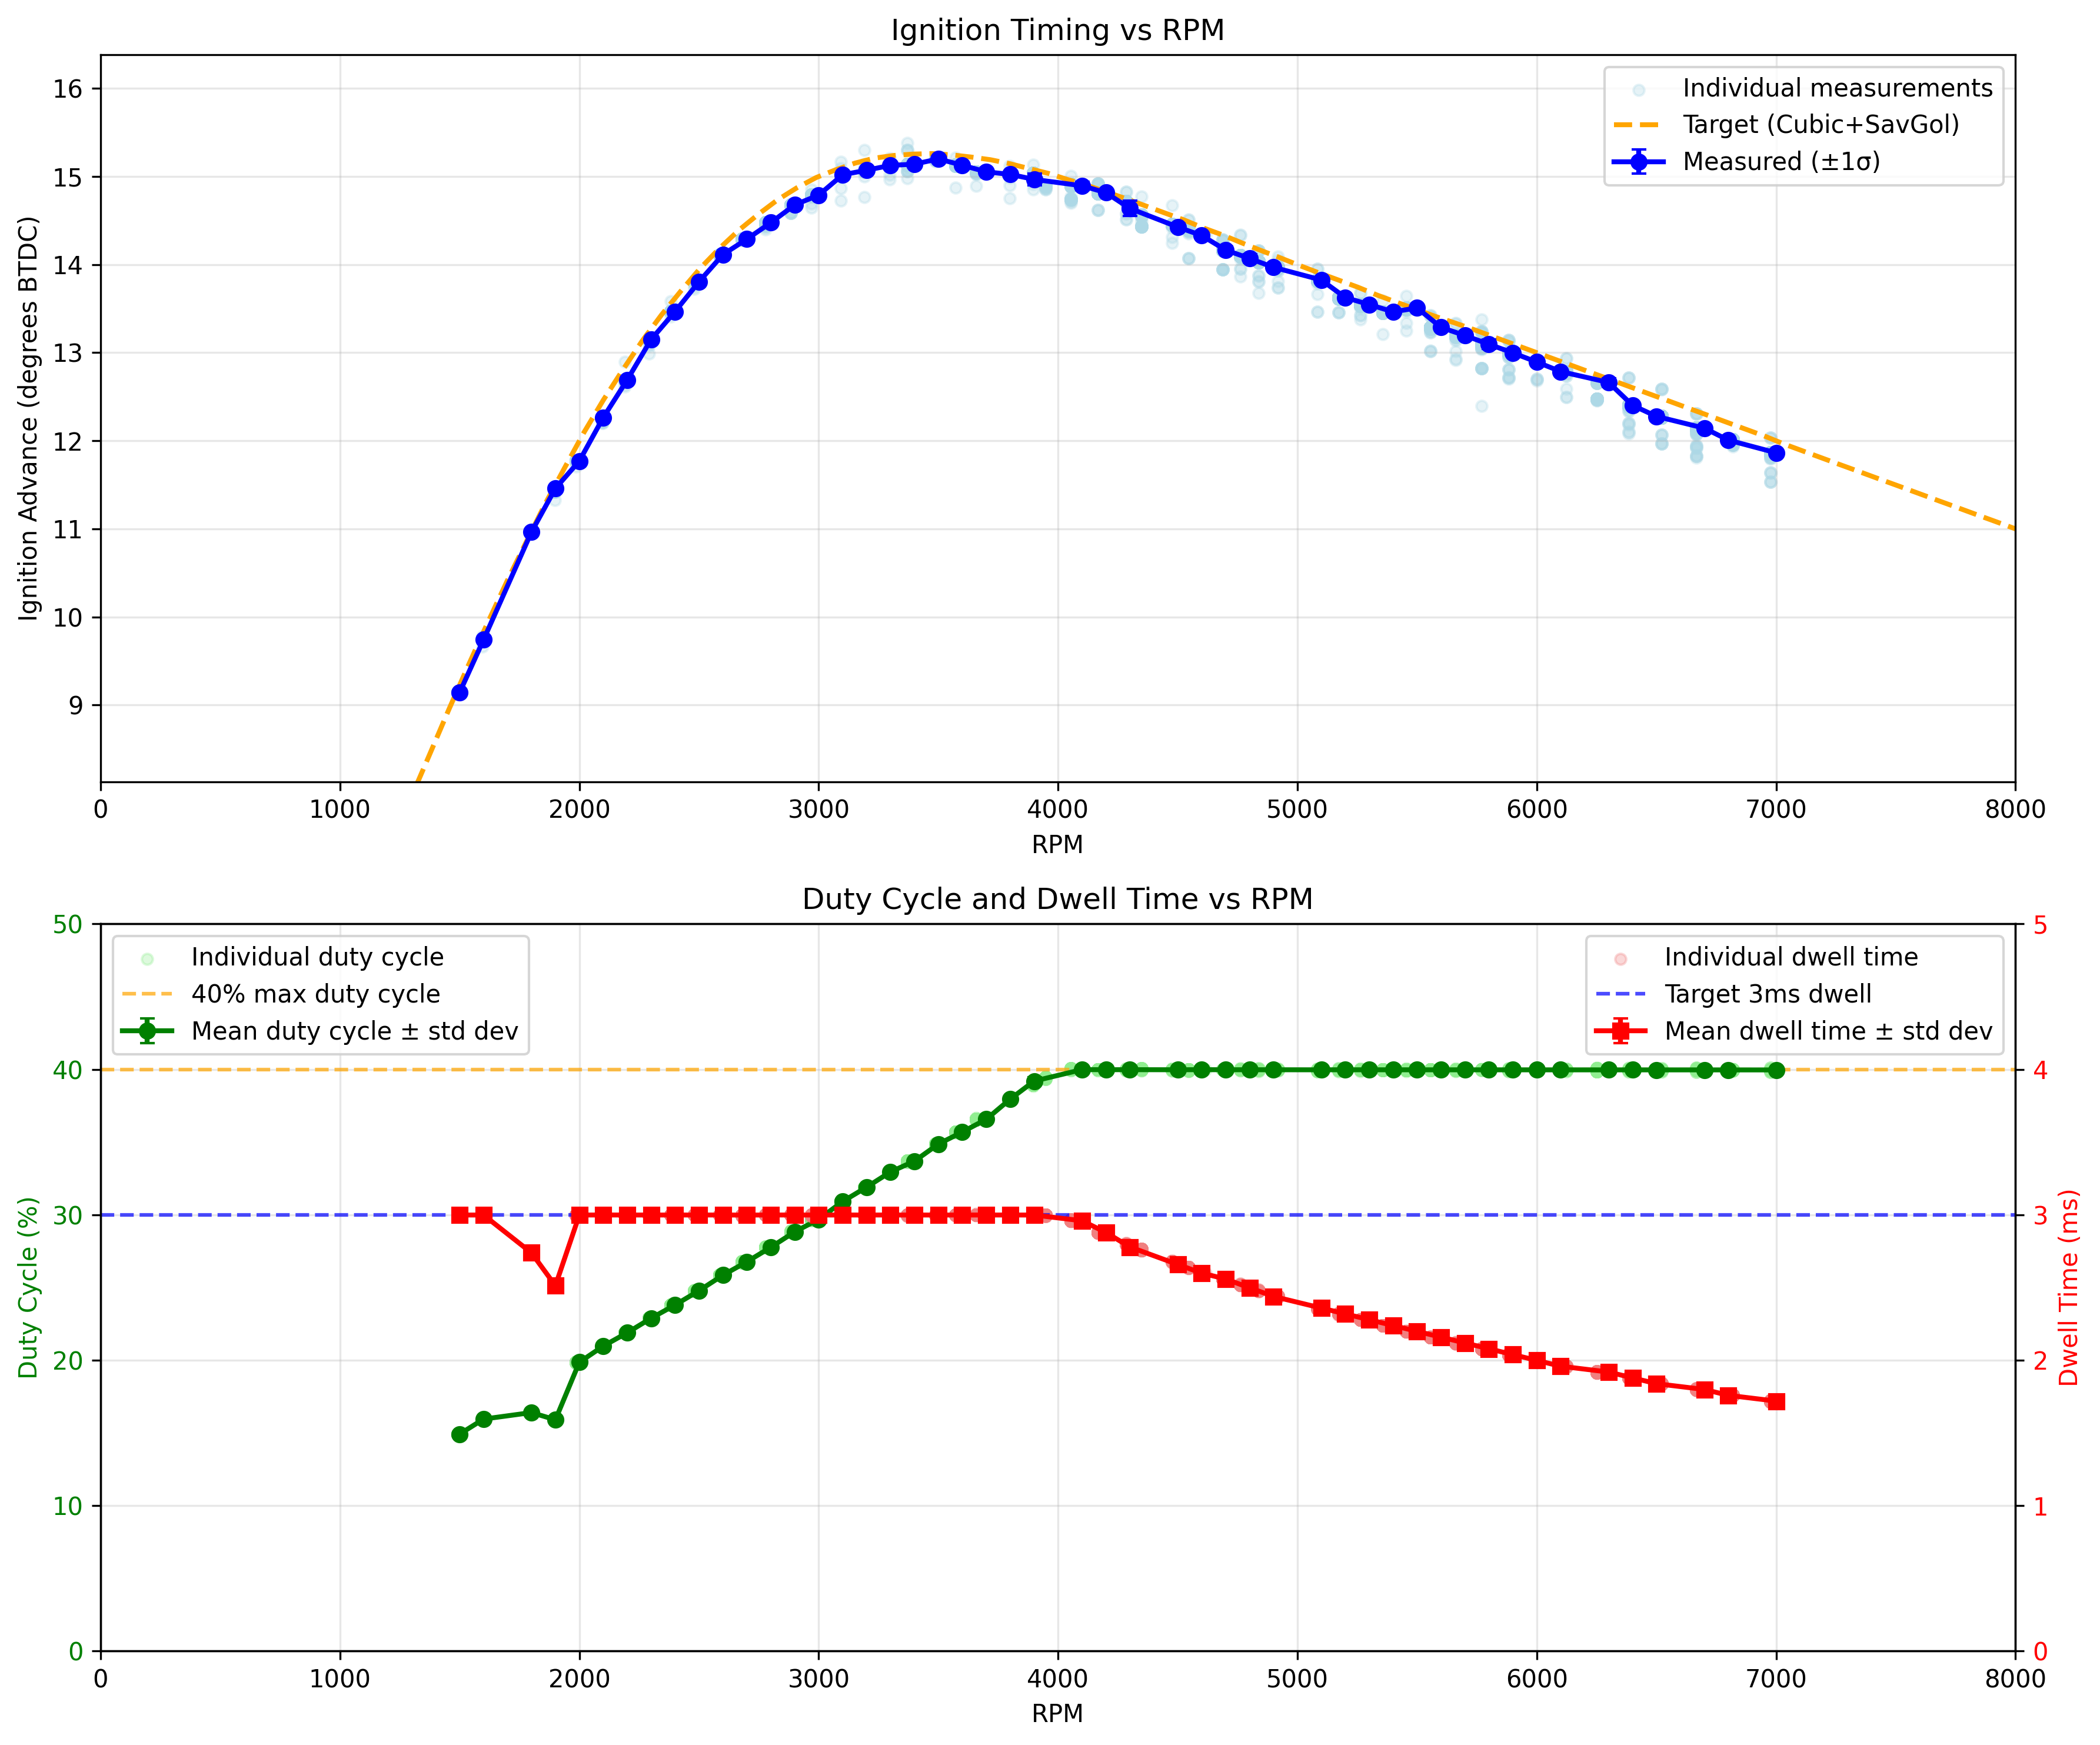 Ignition Timing vs RPM
Ignition Advance (degrees BTDC)
16
15
14
13
12
11
10
9
Individual measurements
Target (Cubic+SavGol)
Measured (±1σ)
0 1000 2000 3000 4000 5000 6000 7000 8000
RPM
Duty Cycle and Dwell Time vs RPM
Duty Cycle (%)
50
40
30
20
10
0
Individual duty cycle
40% max duty cycle
Mean duty cycle ± std dev
Individual dwell time
Target 3ms dwell
Mean dwell time ± std dev
5
4
3
2
1
0
Dwell Time (ms)
0 1000 2000 3000 4000 5000 6000 7000 8000
RPM